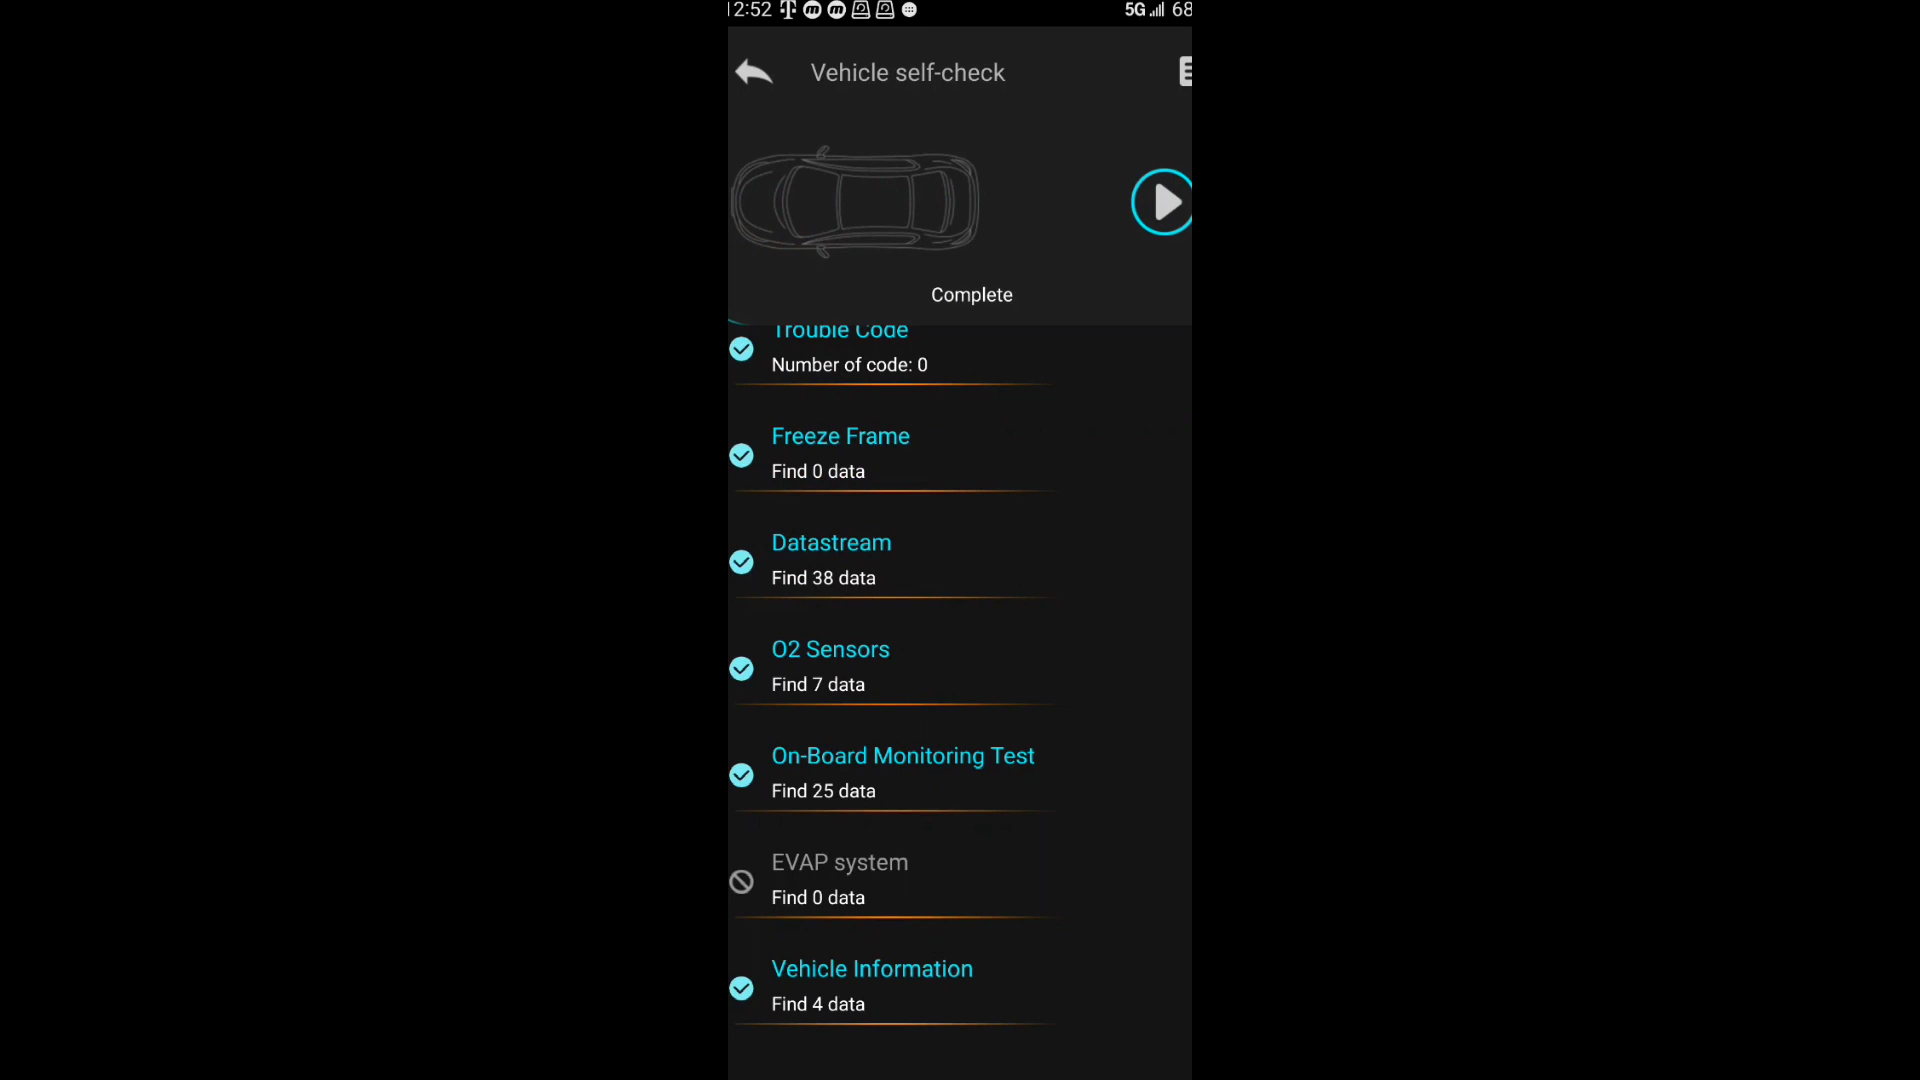 12:52 5G 68
Vehicle self-check
Complete
Trouble Code
Number of code: 0
Freeze Frame
Find 0 data
Datastream
Find 38 data
O2 Sensors
Find 7 data
On-Board Monitoring Test
Find 25 data
EVAP system
Find 0 data
Vehicle Information
Find 4 data